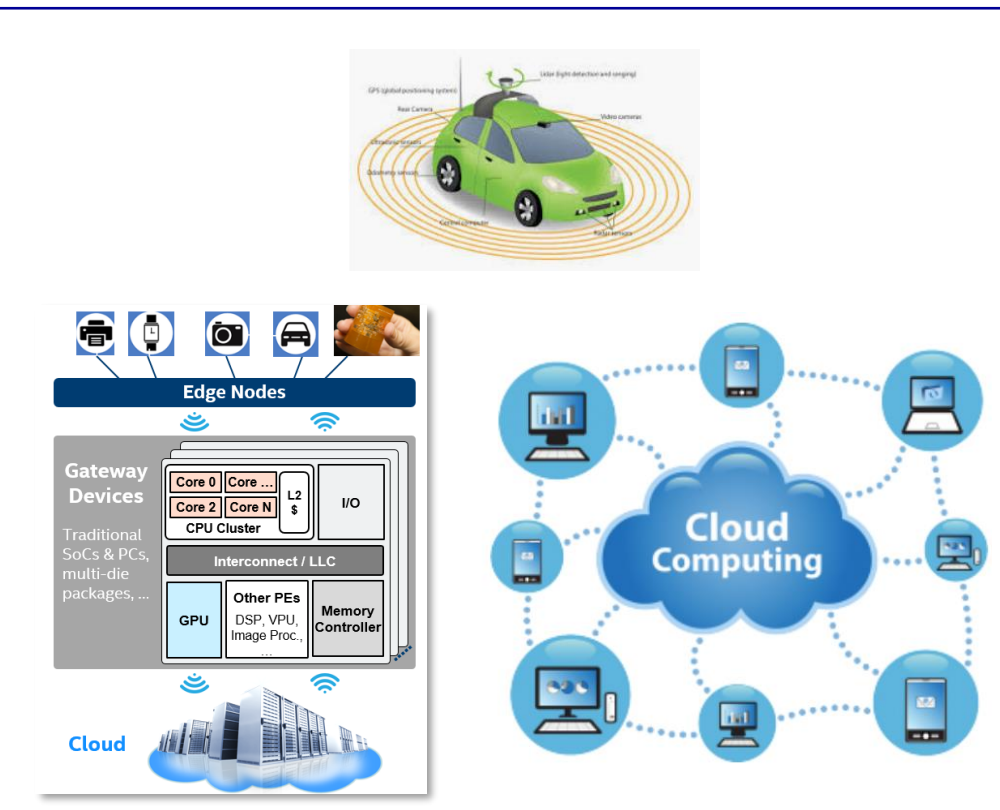 Lidar (light detection and ranging)
GPS (global positioning system)
Rear Camera
Video cameras
Ultrasonic sensors
Odometry sensors
Central computer
Radar sensors
Edge Nodes
Gateway
Devices
Traditional
SoCs & PCs,
multi-die
packages, ...
Core 0
Core ...
Core 2
Core N
L2
$
CPU Cluster
I/O
Interconnect / LLC
GPU
Other PEs
DSP, VPU,
Image Proc.,
...
Memory
Controller
Cloud
Cloud
Computing